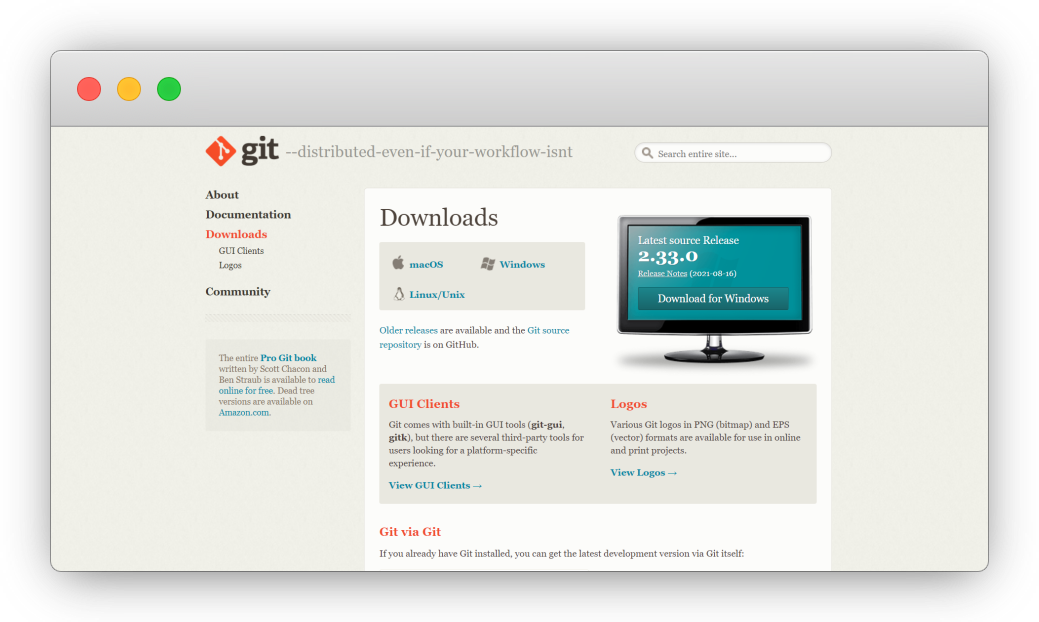 git --distributed-even-if-your-workflow-isnt
Search entire site...
About
Documentation
Downloads
GUI Clients
Logos
Community
The entire Pro Git book
written by Scott Chacon and
Ben Straub is available to read
online for free. Dead tree
versions are available on
Amazon.com.
Downloads
macOS
Windows
Linux/Unix
Older releases are available and the Git source
repository is on GitHub.
Latest source Release
2.33.0
Release Notes (2021-08-16)
Download for Windows
GUI Clients
Git comes with built-in GUI tools (git-gui,
gitk), but there are several third-party tools for
users looking for a platform-specific
experience.
View GUI Clients →
Logos
Various Git logos in PNG (bitmap) and EPS
(vector) formats are available for use in online
and print projects.
View Logos →
Git via Git
If you already have Git installed, you can get the latest development version via Git itself: